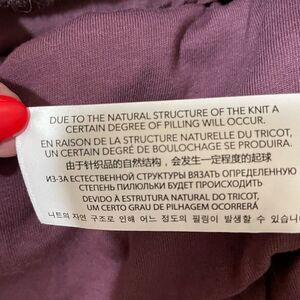 DUE TO THE NATURAL STRUCTURE OF THE KNIT A
CERTAIN DEGREE OF PILLING WILL OCCUR.
EN RAISON DE LA STRUCTURE NATURELLE DU TRICOT,
UN CERTAIN DEGRÉ DE BOULOCHAGE SE PRODUIRA.
由于针织品的自然结构，会发生一定程度的起球
ИЗ-ЗА ЕСТЕСТВЕННОЙ СТРУКТУРЫ ВЯЗАТЬ ОПРЕДЕЛЕННУЮ
СТЕПЕНЬ ПИЛЮЛЬКИ БУДЕТ ПРОИСХОДИТЬ
DEVIDO À ESTRUTURA NATURAL DO TRICOT,
UM CERTO GRAU DE PILHAGEM OCORRERÁ
니트의 자연 구조로 인해 어느 정도의 필링이 발생할 수 있습니다